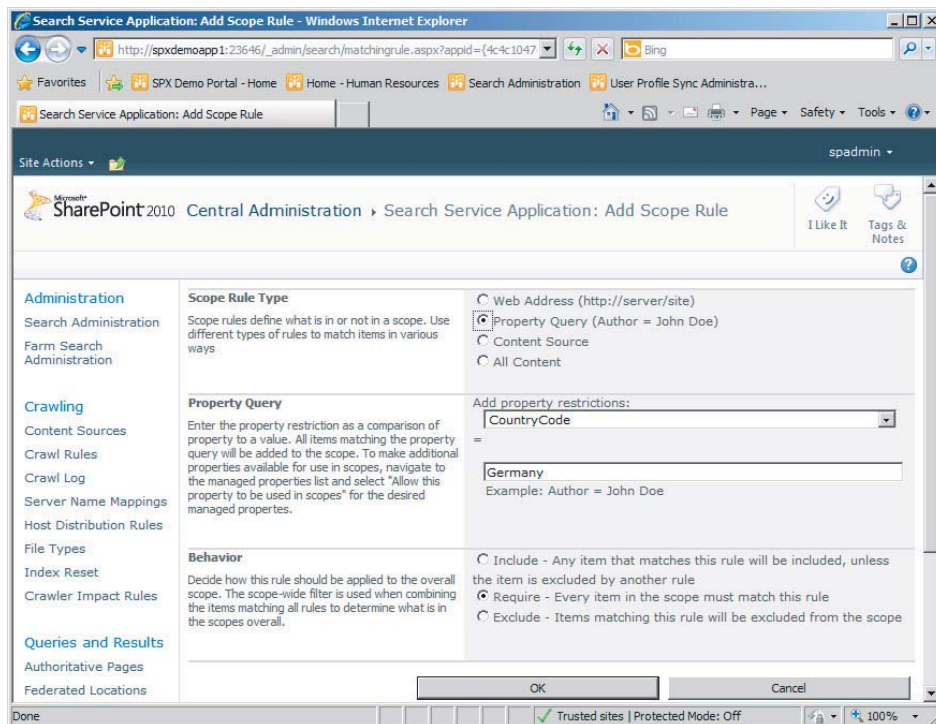 Search Service Application: Add Scope Rule - Windows Internet Explorer
http://spxdemoapp1:23646/_admin/search/matchingrule.aspx?appid={4c4c1047-
Bing
Favorites
SPX Demo Portal - Home
Home - Human Resources
Search Administration
User Profile Sync Administra...
Search Service Application: Add Scope Rule
Page
Safety
Tools
Site Actions
spadmin
Microsoft SharePoint 2010
Central Administration
Search Service Application: Add Scope Rule
I Like It
Tags &
Notes
Administration
Search Administration
Farm Search
Administration
Crawling
Content Sources
Crawl Rules
Crawl Log
Server Name Mappings
Host Distribution Rules
File Types
Index Reset
Crawler Impact Rules
Queries and Results
Authoritative Pages
Federated Locations
Scope Rule Type
Scope rules define what is in or not in a scope. Use
different types of rules to match items in various
ways
Web Address (http://server/site)
Property Query (Author = John Doe)
Content Source
All Content
Property Query
Enter the property restriction as a comparison of
property to a value. All items matching the property
query will be added to the scope. To make additional
properties available for use in scopes, navigate to
the managed properties list and select "Allow this
property to be used in scopes" for the desired
managed propertes.
Add property restrictions:
CountryCode
=
Germany
Example: Author = John Doe
Behavior
Decide how this rule should be applied to the overall
scope. The scope-wide filter is used when combining
the items matching all rules to determine what is in
the scopes overall.
Include - Any item that matches this rule will be included, unless
the item is excluded by another rule
Require - Every item in the scope must match this rule
Exclude - Items matching this rule will be excluded from the scope
OK
Cancel
Done
Trusted sites | Protected Mode: Off
100%